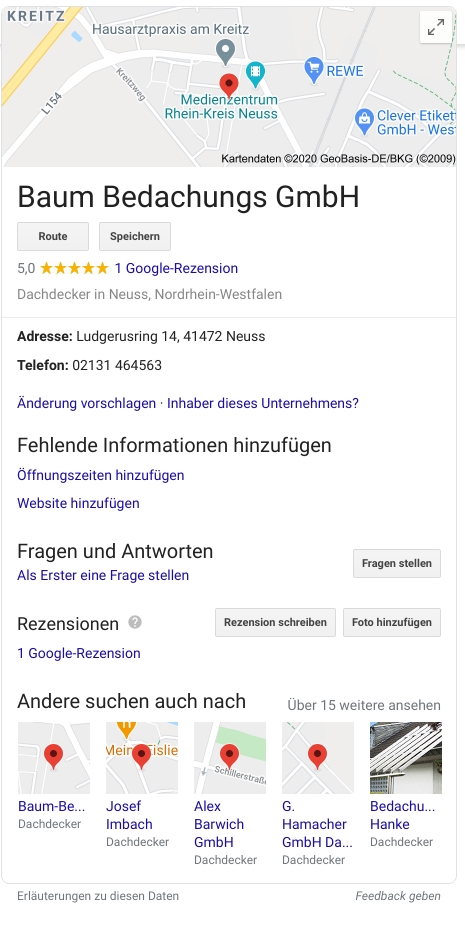 KREITZ
Hausarztpraxis am Kreitz
REWE
Kreitzweg
L154
Medienzentrum
Rhein-Kreis Neuss
Clever Etiket
GmbH - Wes
Kartendaten ©2020 GeoBasis-DE/BKG (©2009)
Baum Bedachungs GmbH
Route
Speichern
5,0 ★★★★★ 1 Google-Rezension
Dachdecker in Neuss, Nordrhein-Westfalen
Adresse: Ludgerusring 14, 41472 Neuss
Telefon: 02131 464563
Änderung vorschlagen · Inhaber dieses Unternehmens?
Fehlende Informationen hinzufügen
Öffnungszeiten hinzufügen
Website hinzufügen
Fragen und Antworten
Als Erster eine Frage stellen
Fragen stellen
Rezensionen ?
Rezension schreiben
Foto hinzufügen
1 Google-Rezension
Andere suchen auch nach
Über 15 weitere ansehen
Schillerstraße
Baum-Be...
Dachdecker
Josef
Imbach
Dachdecker
Alex
Barwich
GmbH
Dachdecker
G.
Hamacher
GmbH Da...
Dachdecker
Bedachu...
Hanke
Dachdecker
Erläuterungen zu diesen Daten
Feedback geben